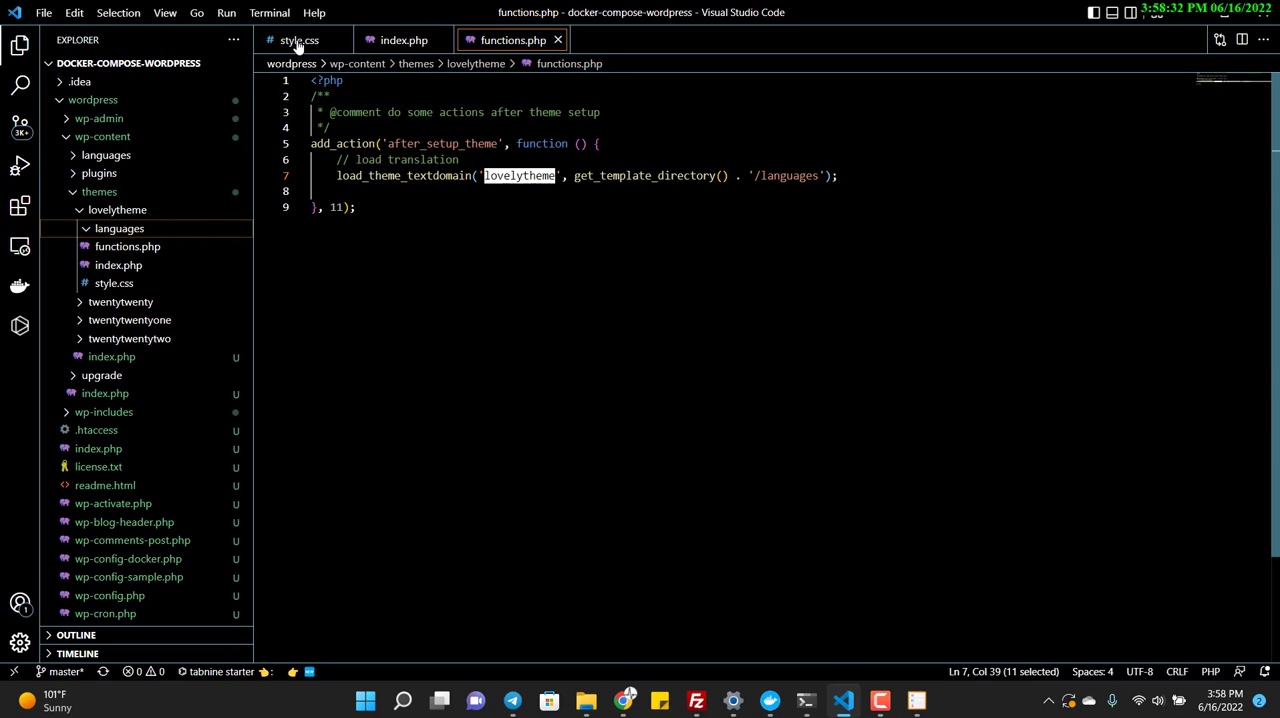 File Edit Selection View Go Run Terminal Help
functions.php - docker-compose-wordpress - Visual Studio Code
3:58:32 PM 06/16/2022
EXPLORER
style.css
index.php
functions.php
DOCKER-COMPOSE-WORDPRESS
wordpress > wp-content > themes > lovelytheme > functions.php
.idea
wordpress
wp-admin
wp-content
languages
plugins
themes
lovelytheme
languages
functions.php
index.php
style.css
twentytwenty
twentytwentyone
twentytwentytwo
index.php U
upgrade
index.php U
wp-includes
.htaccess U
index.php U
license.txt U
readme.html U
wp-activate.php U
wp-blog-header.php U
wp-comments-post.php U
wp-config-docker.php U
wp-config-sample.php U
wp-config.php U
wp-cron.php U
OUTLINE
TIMELINE
3K+
1
1 <?php
2 /**
3 * @comment do some actions after theme setup
4 */
5 add_action('after_setup_theme', function () {
6 // load translation
7 load_theme_textdomain('lovelytheme', get_template_directory() . '/languages');
8
9 }, 11);
master* 0 0 tabnine starter
Ln 7, Col 39 (11 selected) Spaces: 4 UTF-8 CRLF PHP
101°F
Sunny
3:58 PM
6/16/2022
2